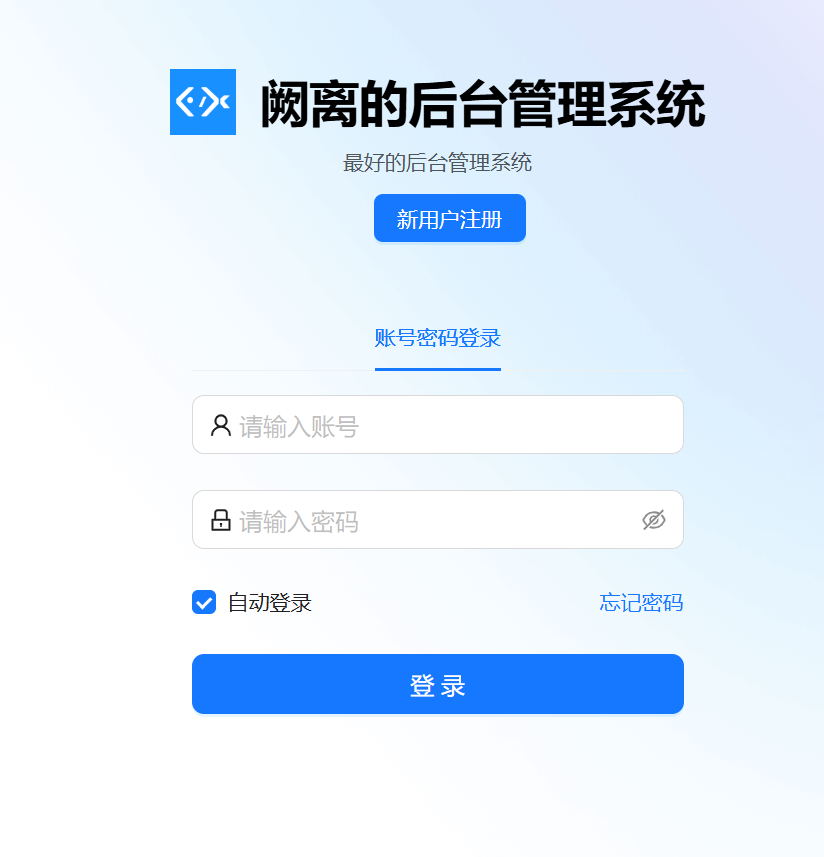 阙离的后台管理系统
最好的后台管理系统
新用户注册
账号密码登录
请输入账号
请输入密码
自动登录 忘记密码
登 录